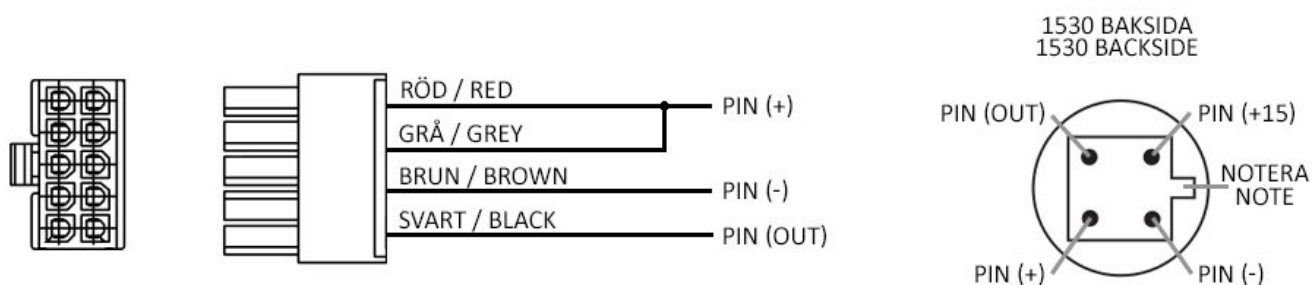 RÖD / RED
PIN (+)
GRÅ / GREY
BRUN / BROWN
PIN (-)
SVART / BLACK
PIN (OUT)
1530 BAKSIDA
1530 BACKSIDE
PIN (OUT)
PIN (+15)
NOTERA
NOTE
PIN (+)
PIN (-)